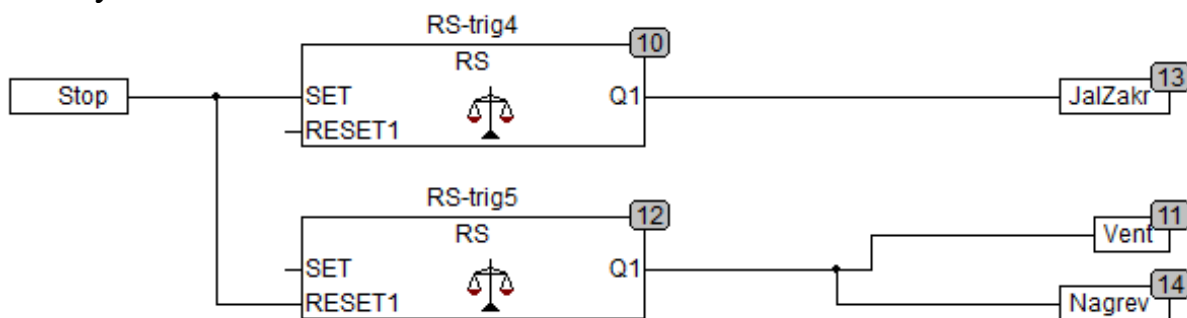 RS-trig4
10
RS
Stop
SET
Q1
JalZakr
13
RESET1
RS-trig5
12
RS
Vent
11
SET
Q1
RESET1
Nagrev
14